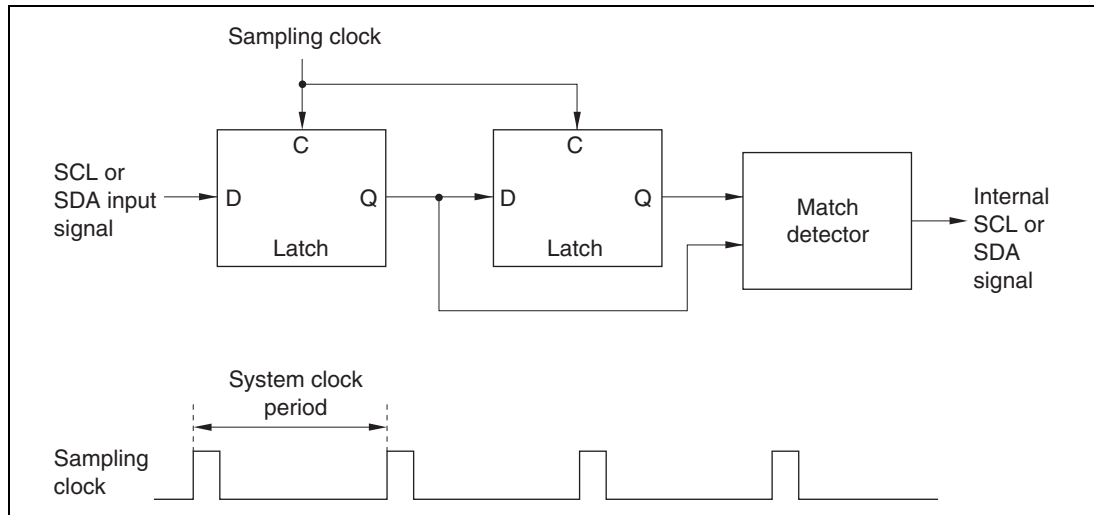 Sampling clock
C
C
SCL or
SDA input
signal
D
Q
D
Q
Latch
Latch
Match
detector
Internal
SCL or
SDA
signal
System clock
period
Sampling
clock